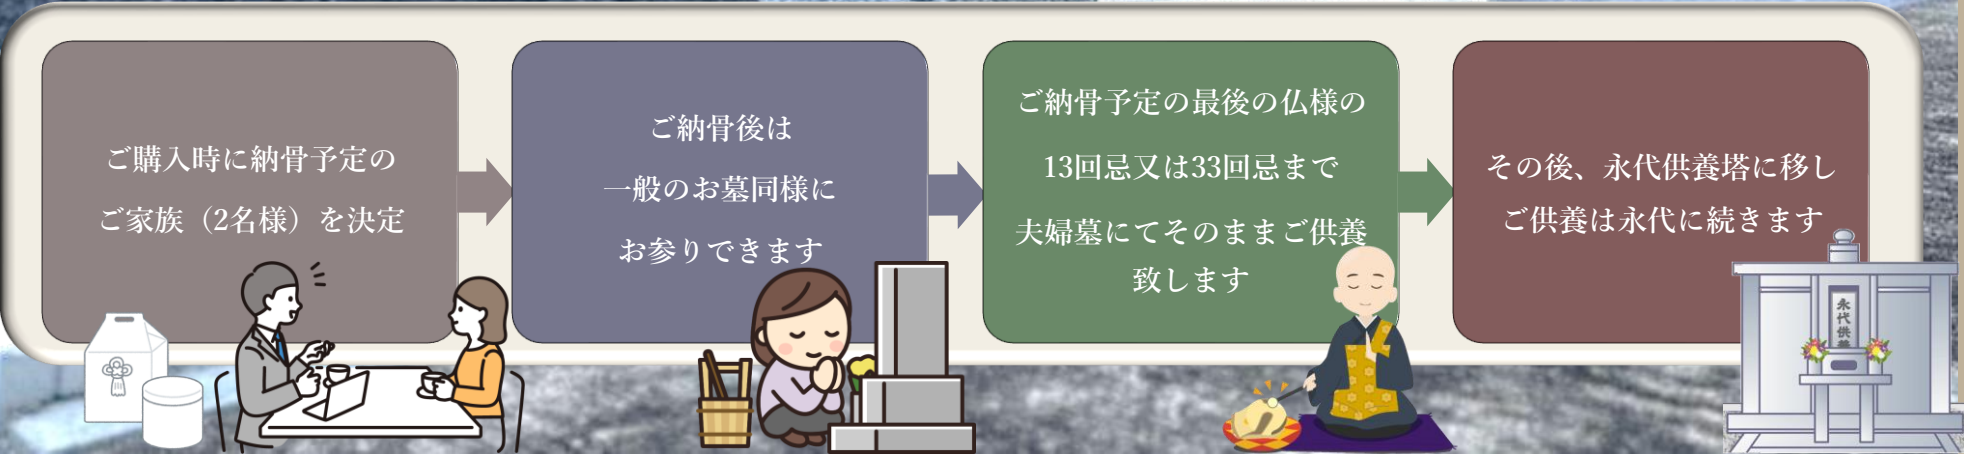 ご購入時に納骨予定の
ご家族（2名様）を決定
ご納骨後は
一般のお墓同様に
お参りできます
ご納骨予定の最後の仏様の
13回忌又は33回忌まで
夫婦墓にてそのままご供養
致します
その後、永代供養塔に移し
ご供養は永代に続きます
永代供養